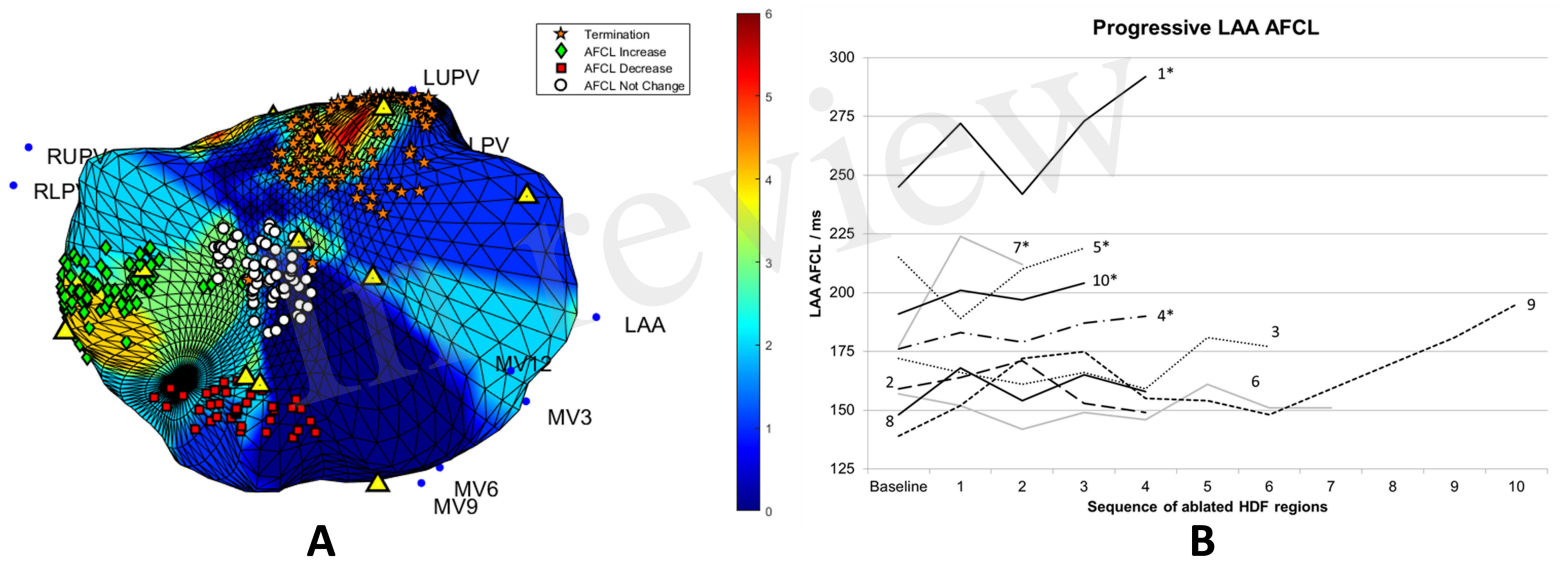 Termination
AFCL Increase
AFCL Decrease
AFCL Not Change
LUPV
LPV
RUPV
RLPV
LAA
MV12
MV3
MV6
MV9
6
5
4
3
2
1
0
A
Progressive LAA AFCL
300
275
250
225
200
175
150
125
LAA AFCL / ms
1*
7*
5*
10*
4*
3
9
2
6
8
Baseline 1 2 3 4 5 6 7 8 9 10
Sequence of ablated HDF regions
B
In review